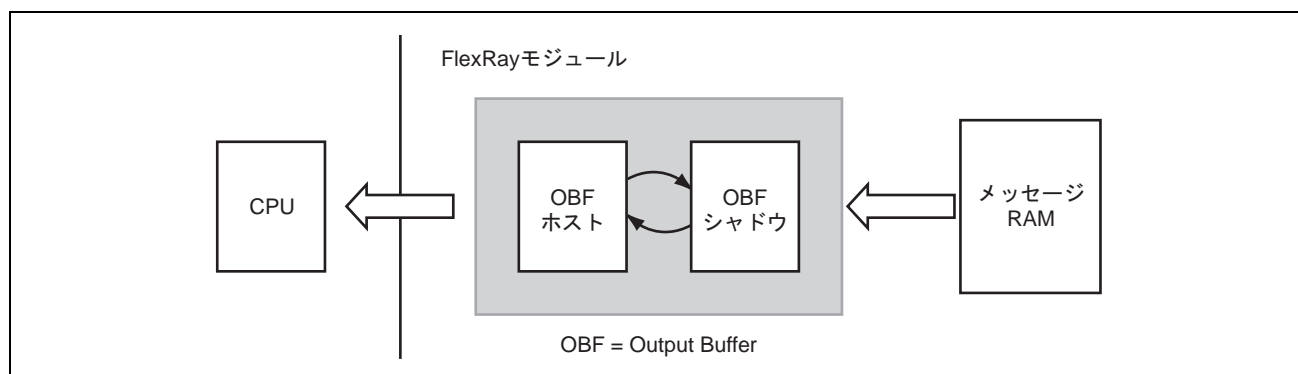 FlexRayモジュール
CPU
OBF
ホスト
OBF
シャドウ
メッセージ
RAM
OBF = Output Buffer